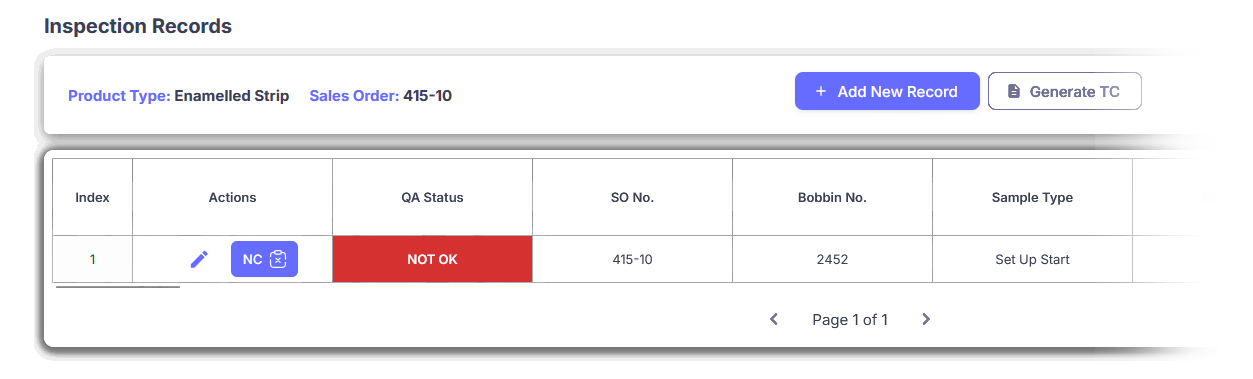 Inspection Records
Product Type: Enamelled Strip Sales Order: 415-10 + Add New Record Generate TC
Index Actions QA Status SO No. Bobbin No. Sample Type
1 NC NOT OK 415-10 2452 Set Up Start
Page 1 of 1